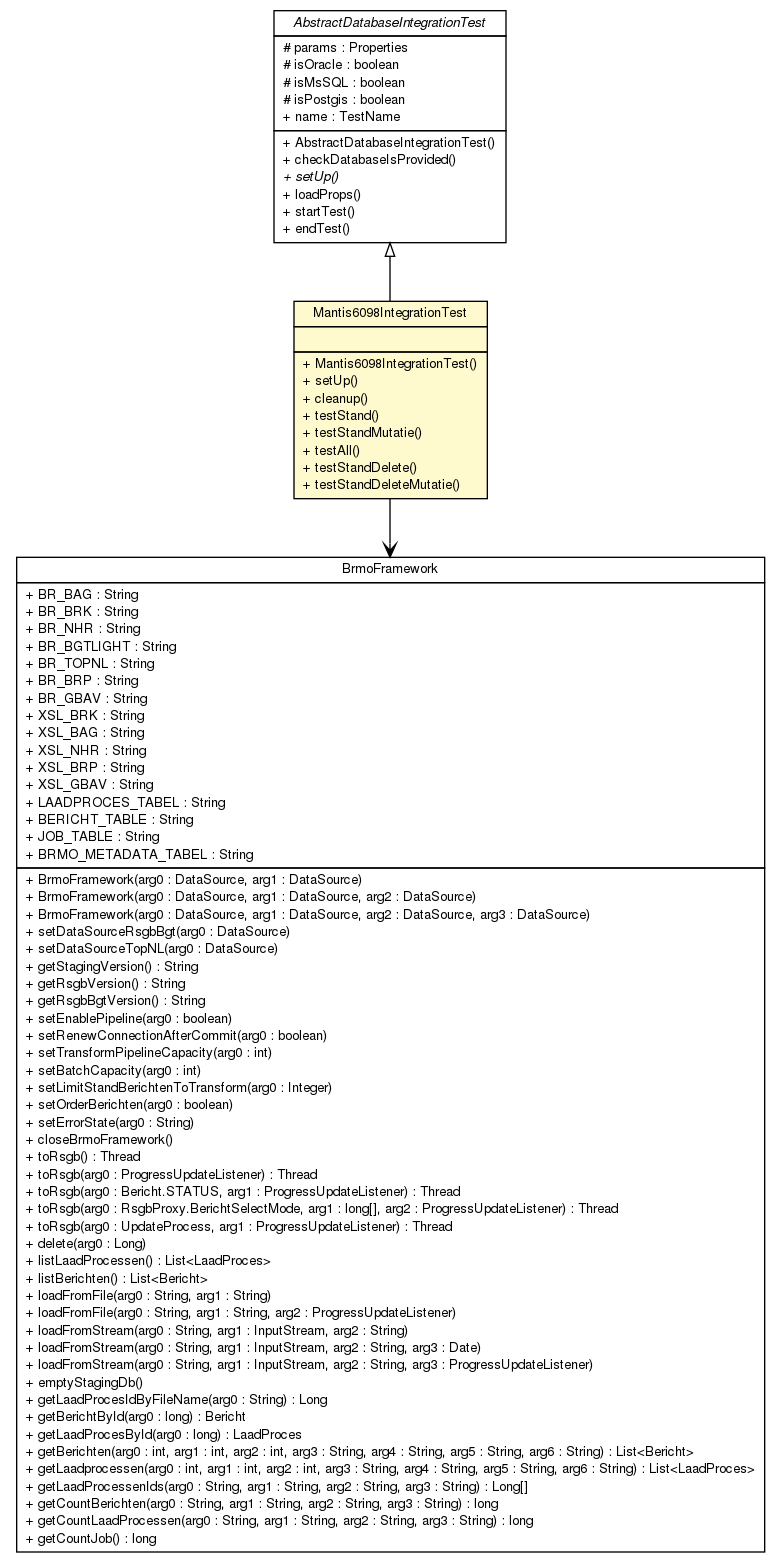 AbstractDatabaseIntegrationTest
# params : Properties
# isOracle : boolean
# isMsSQL : boolean
# isPostgis : boolean
+ name : TestName
+ AbstractDatabaseIntegrationTest()
+ checkDatabaseIsProvided()
+ setUp()
+ loadProps()
+ startTest()
+ endTest()
Mantis6098IntegrationTest
+ Mantis6098IntegrationTest()
+ setUp()
+ cleanup()
+ testStand()
+ testStandMutatie()
+ testAll()
+ testStandDelete()
+ testStandDeleteMutatie()
BrmoFramework
+ BR_BAG : String
+ BR_BRK : String
+ BR_NHR : String
+ BR_BGTLIGHT : String
+ BR_TOPNL : String
+ BR_BRP : String
+ BR_GBAV : String
+ XSL_BRK : String
+ XSL_BAG : String
+ XSL_NHR : String
+ XSL_BRP : String
+ XSL_GBAV : String
+ LAADPROCES_TABEL : String
+ BERICHT_TABLE : String
+ JOB_TABLE : String
+ BRMO_METADATA_TABEL : String
+ BrmoFramework(arg0 : DataSource, arg1 : DataSource)
+ BrmoFramework(arg0 : DataSource, arg1 : DataSource, arg2 : DataSource)
+ BrmoFramework(arg0 : DataSource, arg1 : DataSource, arg2 : DataSource, arg3 : DataSource)
+ setDataSourceRsgbBgt(arg0 : DataSource)
+ setDataSourceTopNL(arg0 : DataSource)
+ getStagingVersion() : String
+ getRsgbVersion() : String
+ getRsgbBgtVersion() : String
+ setEnablePipeline(arg0 : boolean)
+ setRenewConnectionAfterCommit(arg0 : boolean)
+ setTransformPipelineCapacity(arg0 : int)
+ setBatchCapacity(arg0 : int)
+ setLimitStandBerichtenToTransform(arg0 : Integer)
+ setOrderBerichten(arg0 : boolean)
+ setErrorState(arg0 : String)
+ closeBrmoFramework()
+ toRsgb() : Thread
+ toRsgb(arg0 : ProgressUpdateListener) : Thread
+ toRsgb(arg0 : Bericht.STATUS, arg1 : ProgressUpdateListener) : Thread
+ toRsgb(arg0 : RsgbProxy.BerichtSelectMode, arg1 : long[], arg2 : ProgressUpdateListener) : Thread
+ toRsgb(arg0 : UpdateProcess, arg1 : ProgressUpdateListener) : Thread
+ delete(arg0 : Long)
+ listLaadProcessen() : List<LaadProces>
+ listBerichten() : List<Bericht>
+ loadFromFile(arg0 : String, arg1 : String)
+ loadFromFile(arg0 : String, arg1 : String, arg2 : ProgressUpdateListener)
+ loadFromStream(arg0 : String, arg1 : InputStream, arg2 : String)
+ loadFromStream(arg0 : String, arg1 : InputStream, arg2 : String, arg3 : Date)
+ loadFromStream(arg0 : String, arg1 : InputStream, arg2 : String, arg3 : ProgressUpdateListener)
+ emptyStagingDb()
+ getLaadProcesIdByFileName(arg0 : String) : Long
+ getBerichtById(arg0 : long) : Bericht
+ getLaadProcesById(arg0 : long) : LaadProces
+ getBerichten(arg0 : int, arg1 : int, arg2 : int, arg3 : String, arg4 : String, arg5 : String, arg6 : String) : List<Bericht>
+ getLaadprocessen(arg0 : int, arg1 : int, arg2 : int, arg3 : String, arg4 : String, arg5 : String, arg6 : String) : List<LaadProces>
+ getLaadProcessenIds(arg0 : String, arg1 : String, arg2 : String, arg3 : String) : Long[]
+ getCountBerichten(arg0 : String, arg1 : String, arg2 : String, arg3 : String) : long
+ getCountLaadProcessen(arg0 : String, arg1 : String, arg2 : String, arg3 : String) : long
+ getCountJob() : long